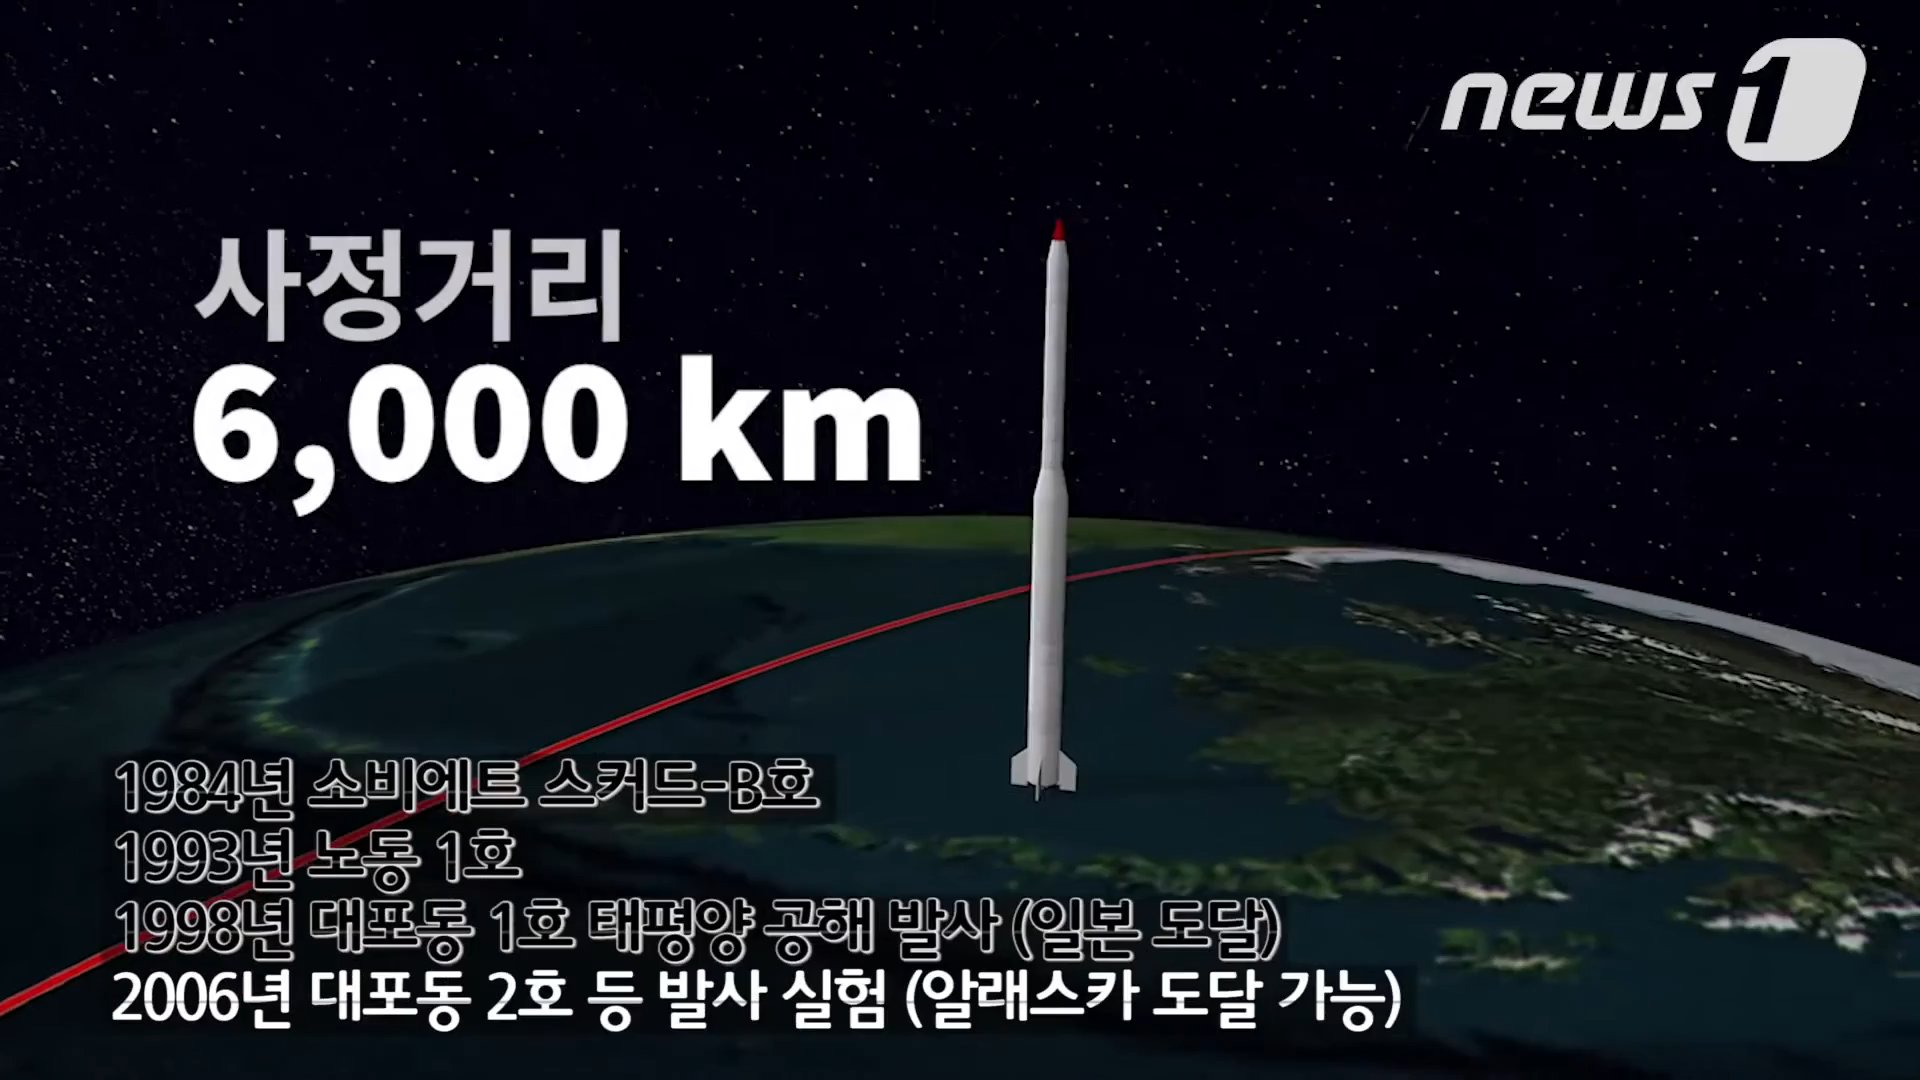 news1
사정거리
6,000 km
1984년 소비에트 스커드-B호
1993년 노동 1호
1998년 대포동 1호 태평양 공해 발사 (일본 도달)
2006년 대포동 2호 등 발사 실험 (알래스카 도달 가능)